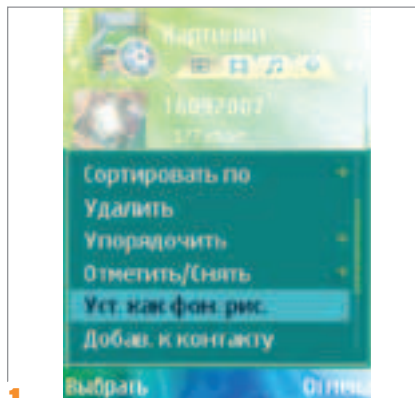 Картинки
16092007
Сортировать по
Удалить
Упорядочить
Отметить/Снять
Уст. как фон. рис.
Добав. к контакту
Выбрать
1